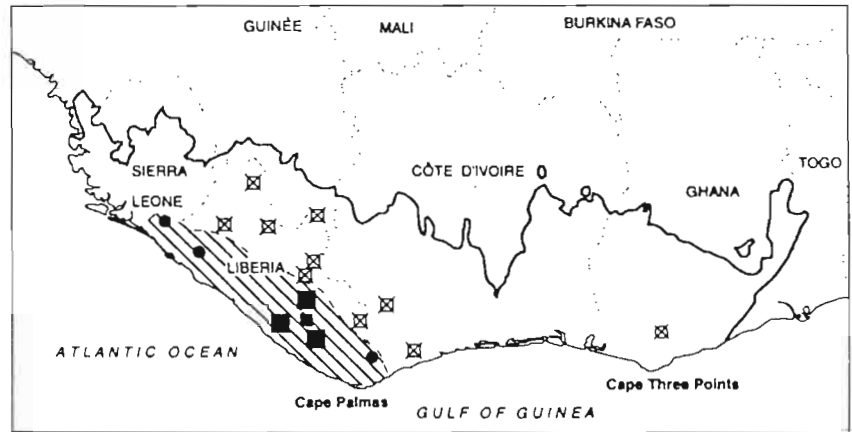 GUINÉE MALI BURKINA FASO
TOGO
SIERRA
CÔTE D'IVOIRE
GHANA
LEONE
LIBERIA
ATLANTIC OCEAN
Cape Three Points
Cape Palmas
GULF OF GUINEA